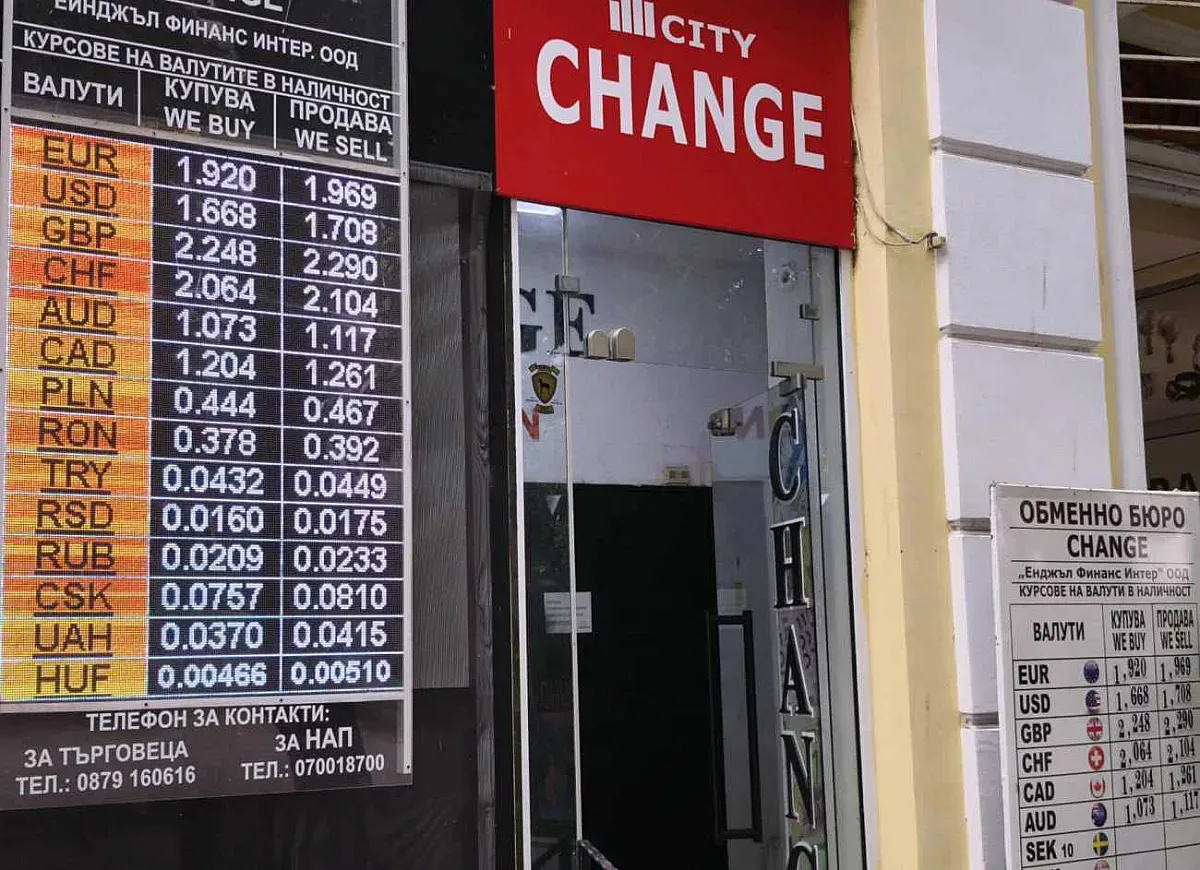 ЕЙНДЖЪЛ ФИНАНС ИНТЕР. ООД
КУРСОВЕ НА ВАЛУТИТЕ В НАЛИЧНОСТ
ВАЛУТИ КУПУВА WE BUY ПРОДАВА WE SELL
EUR 1.920 1.969
USD 1.668 1.708
GBP 2.248 2.290
CHF 2.064 2.104
AUD 1.073 1.117
CAD 1.204 1.261
PLN 0.444 0.467
RON 0.378 0.392
TRY 0.0432 0.0449
RSD 0.0160 0.0175
RUB 0.0209 0.0233
CSK 0.0757 0.0810
UAH 0.0370 0.0415
HUF 0.00466 0.00510
ТЕЛЕФОН ЗА КОНТАКТИ:
ЗА ТЪРГОВЕЦА ЗА НАП
ТЕЛ.: 0879 160616 ТЕЛ.: 070018700
CITY
CHANGE
GE
CHANG
ОБМЕННО БЮРО
CHANGE
„Енджъл Финанс Интер" ООД
КУРСОВЕ НА ВАЛУТИТЕ В НАЛИЧНОСТ
ВАЛУТИ КУПУВА WE BUY ПРОДАВА WE SELL
EUR 1,920 1,969
USD 1,668 1,708
GBP 2,248 2,290
CHF 2,064 2,104
CAD 1,204 1,261
AUD 1,073 1,117
SEK 10